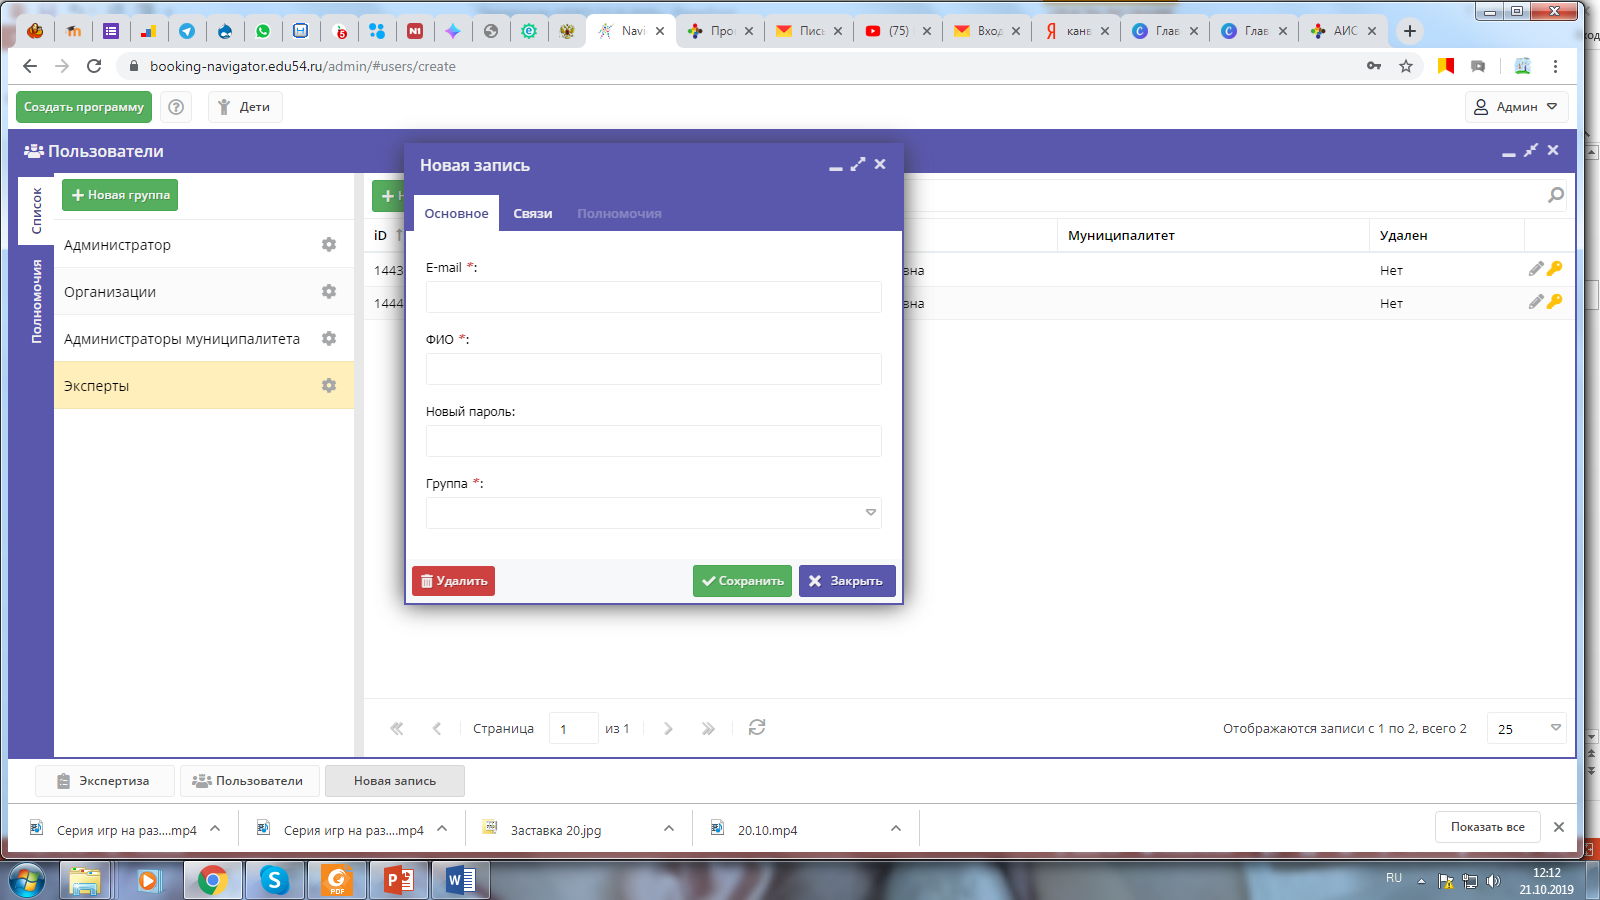 Navi
Про
Пись
(75)
Вход
Я канв
C Глав
C Глав
АИС
booking-navigator.edu54.ru/admin/#users/create
Создать программу
Дети
Админ
Пользователи
Новая запись
Список
Полномочия
Новая группа
Администратор
Организации
Администраторы муниципалитета
Эксперты
Основное
Связи
Полномочия
E-mail *:
ФИО *:
Новый пароль:
Группа *:
Удалить
Сохранить
Закрыть
iD
Муниципалитет
Удален
1443
вна
Нет
1444
вна
Нет
Страница
1
из 1
Отображаются записи с 1 по 2, всего 2
25
Экспертиза
Пользователи
Новая запись
Серия игр на раз....mp4
Серия игр на раз....mp4
Заставка 20.jpg
20.10.mp4
Показать все
RU
12:12
21.10.2019